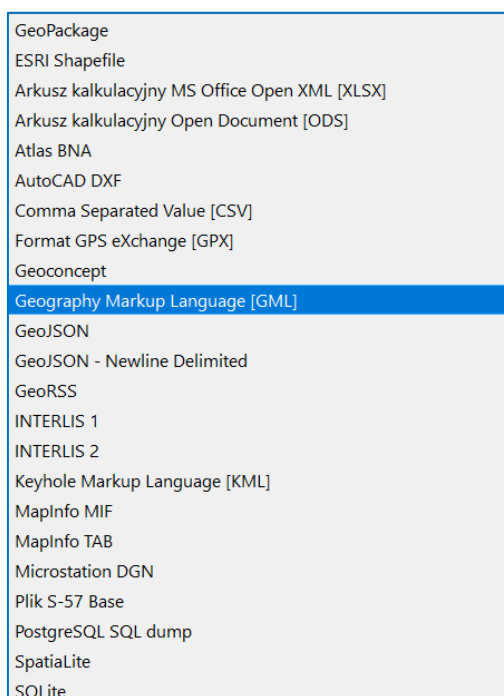 GeoPackage
ESRI Shapefile
Arkusz kalkulacyjny MS Office Open XML [XLSX]
Arkusz kalkulacyjny Open Document [ODS]
Atlas BNA
AutoCAD DXF
Comma Separated Value [CSV]
Format GPS eXchange [GPX]
Geoconcept
Geography Markup Language [GML]
GeoJSON
GeoJSON - Newline Delimited
GeoRSS
INTERLIS 1
INTERLIS 2
Keyhole Markup Language [KML]
MapInfo MIF
MapInfo TAB
Microstation DGN
Plik S-57 Base
PostgreSQL SQL dump
SpatiaLite
SQLite